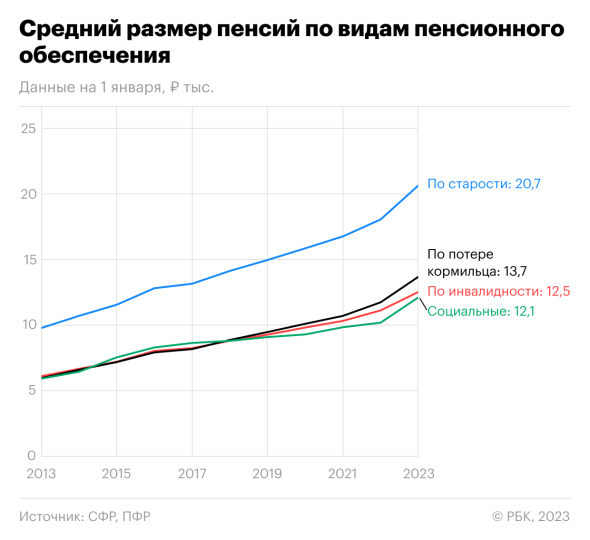 Средний размер пенсий по видам пенсионного
обеспечения
Данные на 1 января, ₽ тыс.
25
20
15
10
5
0
По старости: 20,7
По потере
кормильца: 13,7
По инвалидности: 12,5
Социальные: 12,1
2013 2015 2017 2019 2021 2023
Источник: СФР, ПФР
© РБК, 2023